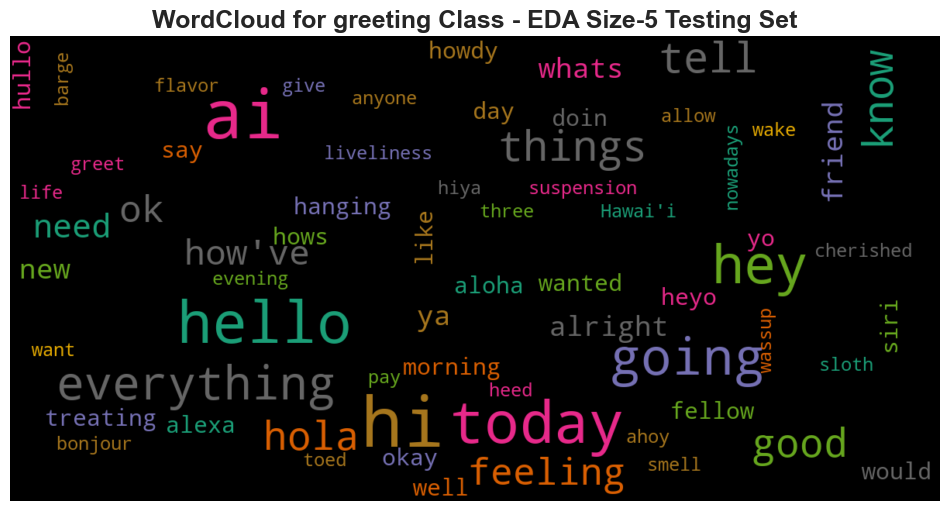 WordCloud for greeting Class - EDA Size-5 Testing Set
hullo
barge
howdy
whats
tell
know
flavor
give
anyone
ai
day
doin
allow
wake
friend
things
say
liveliness
nowadays
greet
life
hiya
suspension
ok
hanging
three
Hawai'i
need
hows
like
how've
yo
cherished
new
evening
hey
aloha
wanted
heyo
hello
ya
alright
wassup
siri
want
going
sloth
everything
pay
morning
heed
treating
alexa
hi
today
fellow
bonjour
hola
ahoy
good
toed
okay
feeling
smell
would
well